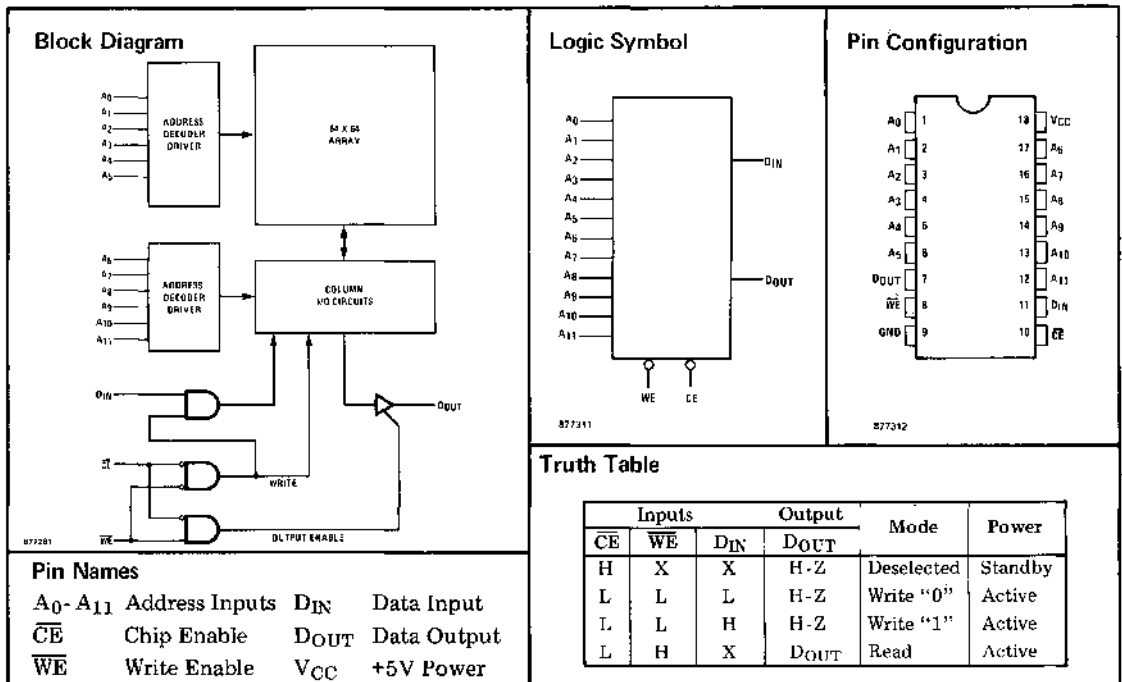 Block Diagram
A0
A1
A2
A3
A4
A5
ADDRESS
DECODER
DRIVER
64 X 64
ARRAY
A6
A7
A8
A9
A10
A11
ADDRESS
DECODER
DRIVER
COLUMN
I/O CIRCUITS
DIN
DOUT
CE
WRITE
WE
OUTPUT ENABLE
877281
Logic Symbol
A0
A1
A2
A3
A4
A5
A6
A7
A8
A9
A10
A11
DIN
DOUT
WE
CE
877311
Pin Configuration
A0 1 18 VCC
A1 2 17 A6
A2 3 16 A7
A3 4 15 A8
A4 5 14 A9
A5 6 13 A10
DOUT 7 12 A11
WE 8 11 DIN
GND 9 10 CE
877312
Pin Names
A0-A11 Address Inputs DIN Data Input
CE Chip Enable DOUT Data Output
WE Write Enable VCC +5V Power
Truth Table
Inputs Output Mode Power
CE WE DIN DOUT
H X X H-Z Deselected Standby
L L L H-Z Write "0" Active
L L H H-Z Write "1" Active
L H X DOUT Read Active